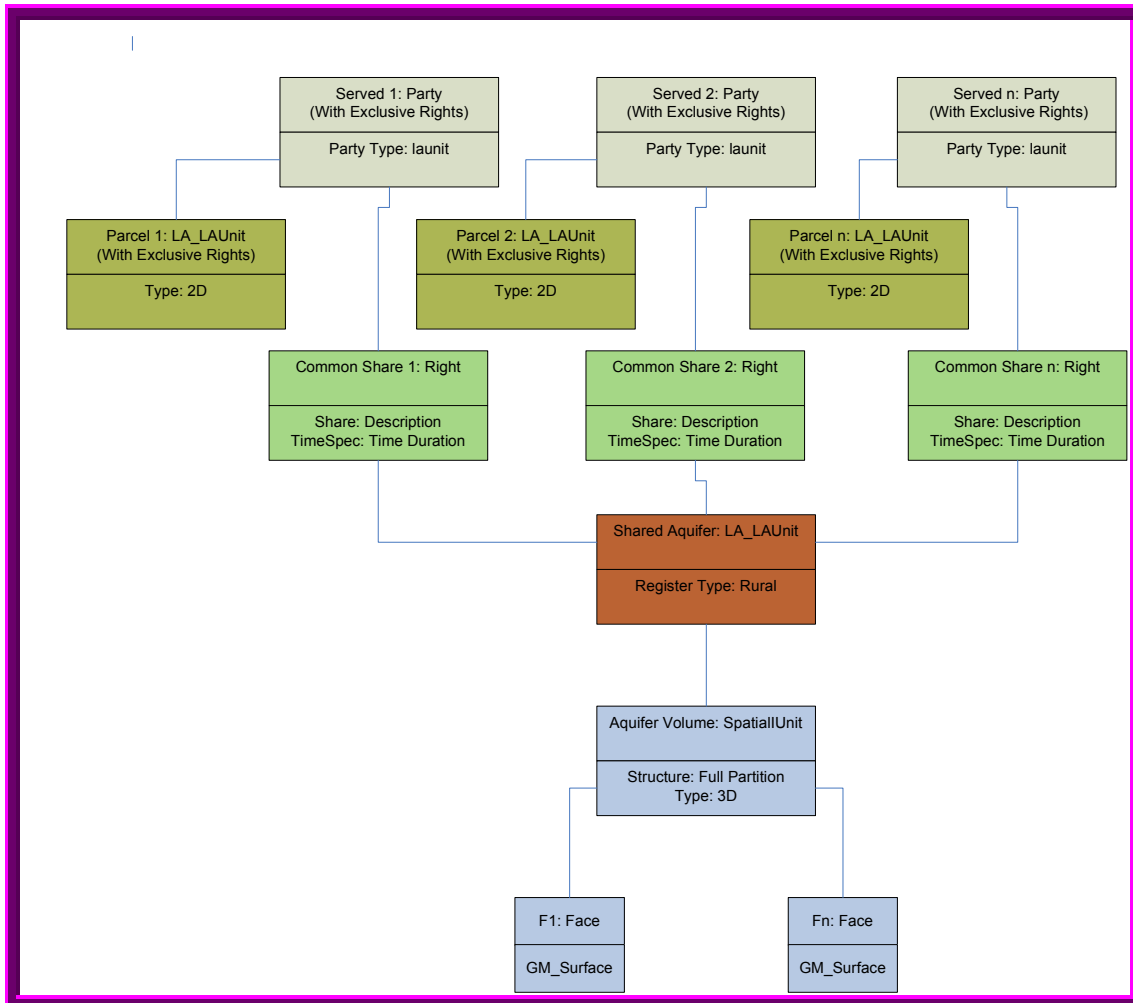 Served 1: Party
(With Exclusive Rights)
Party Type: launit
Served 2: Party
(With Exclusive Rights)
Party Type: launit
Served n: Party
(With Exclusive Rights)
Party Type: launit
Parcel 1: LA_LAUnit
(With Exclusive Rights)
Type: 2D
Parcel 2: LA_LAUnit
(With Exclusive Rights)
Type: 2D
Parcel n: LA_LAUnit
(With Exclusive Rights)
Type: 2D
Common Share 1: Right
Share: Description
TimeSpec: Time Duration
Common Share 2: Right
Share: Description
TimeSpec: Time Duration
Common Share n: Right
Share: Description
TimeSpec: Time Duration
Shared Aquifer: LA_LAUnit
Register Type: Rural
Aquifer Volume: SpatialIUnit
Structure: Full Partition
Type: 3D
F1: Face
GM_Surface
Fn: Face
GM_Surface